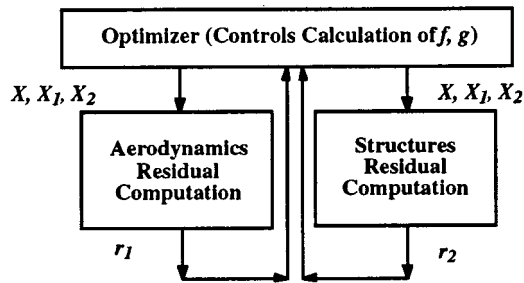 Optimizer (Controls Calculation of f, g)
X, X1, X2
X, X1, X2
Aerodynamics
Residual
Computation
Structures
Residual
Computation
r1
r2